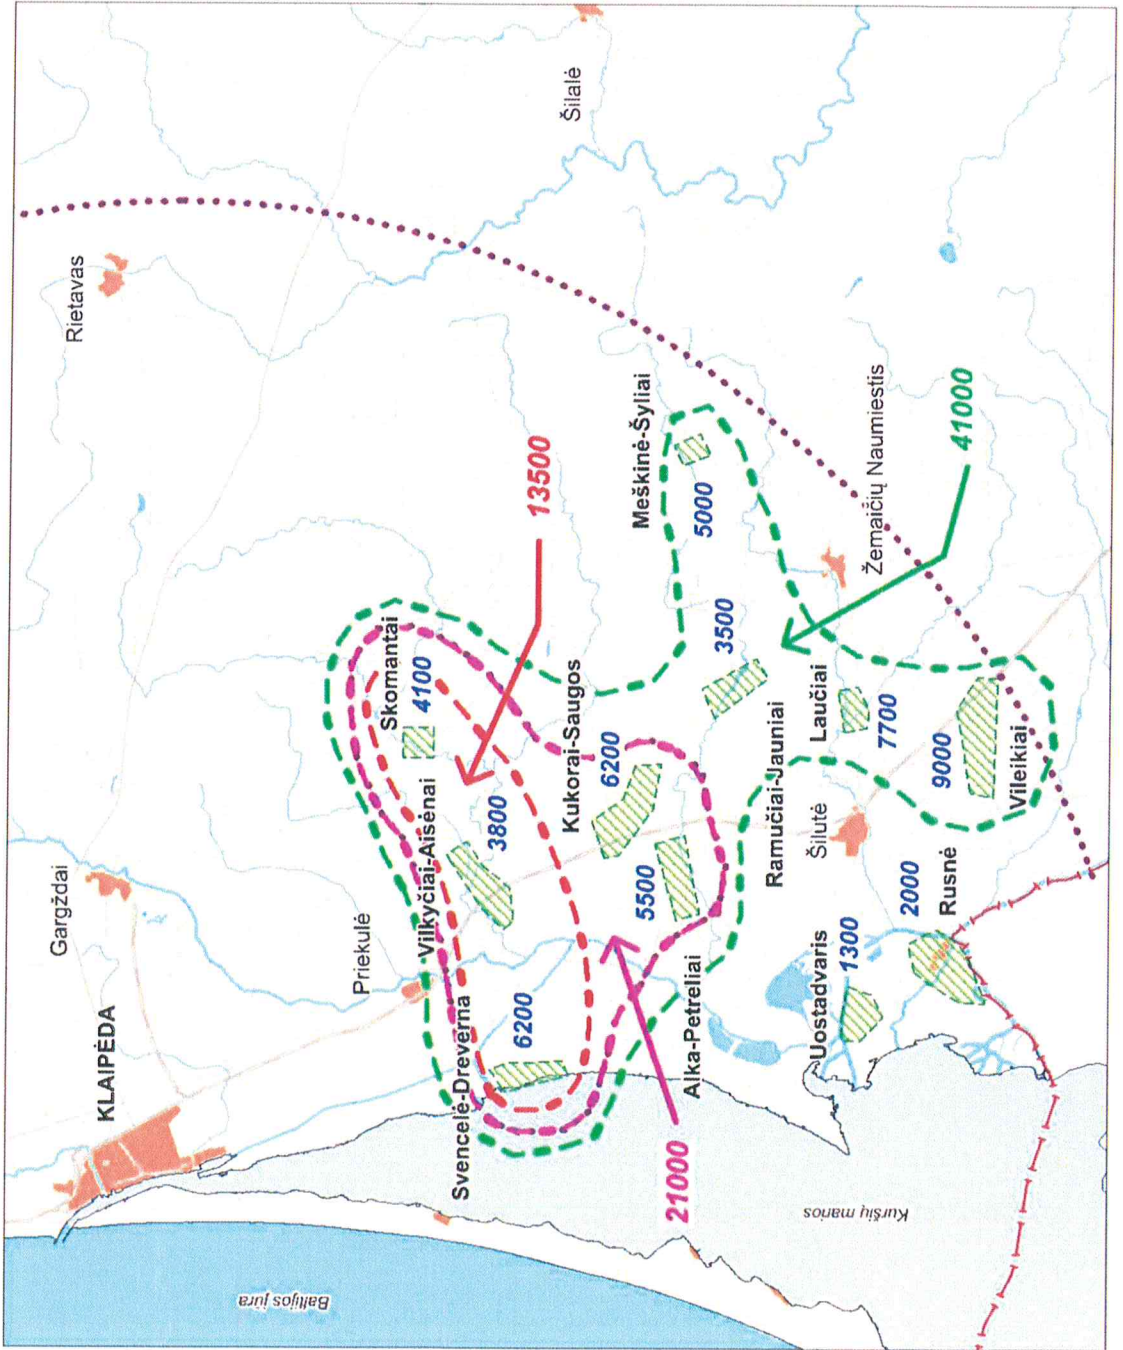 Rietavas
Šilalė
Gargždai
KLAIPĖDA
Priekulė
Skomantai
4100
13500
Vilkyčiai-Aisėnai
3800
Svencelė-Dreverna
6200
Kukorai-Saugos
6200
Meškinė-Šyliai
5000
3500
5500
Alka-Petreliai
21000
Ramučiai-Jauniai
Laučiai
7700
Žemaičių Naumiestis
41000
Šilutė
9000
Vileikiai
Uostadvaris
1300
2000
Rusnė
Baltijos jūra
Kuršių marios